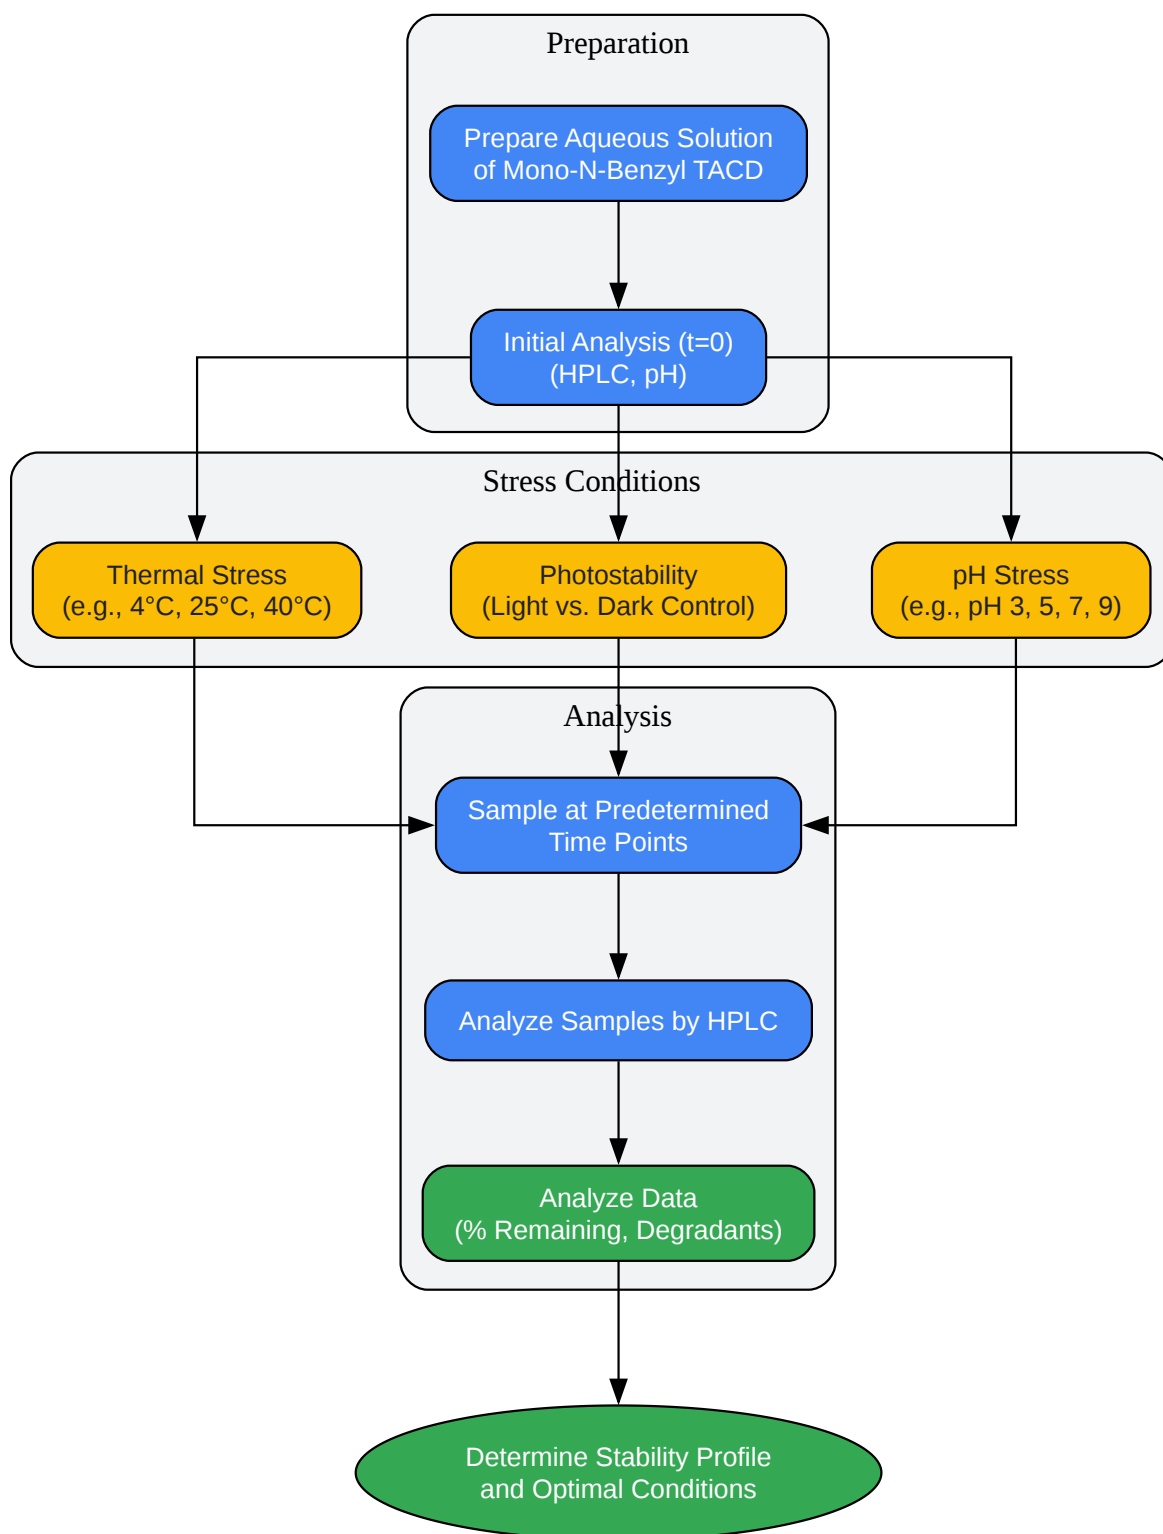 Preparation
Prepare Aqueous Solution
of Mono-N-Benzyl TACD
Initial Analysis (t=0)
(HPLC, pH)
Stress Conditions
Thermal Stress
(e.g., 4°C, 25°C, 40°C)
Photostability
(Light vs. Dark Control)
pH Stress
(e.g., pH 3, 5, 7, 9)
Analysis
Sample at Predetermined
Time Points
Analyze Samples by HPLC
Analyze Data
(% Remaining, Degradants)
Determine Stability Profile
and Optimal Conditions